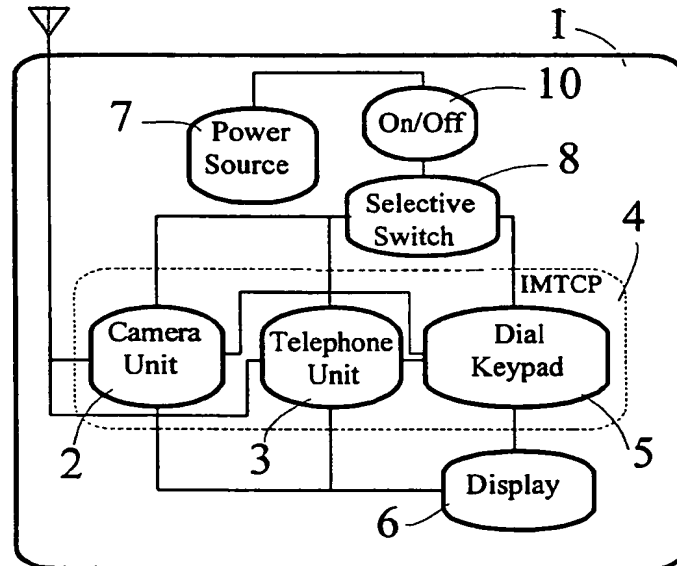 1
10
7
Power
Source
On/Off
8
Selective
Switch
4
IMTCP
Camera
Unit
Telephone
Unit
Dial
Keypad
2
3
5
Display
6